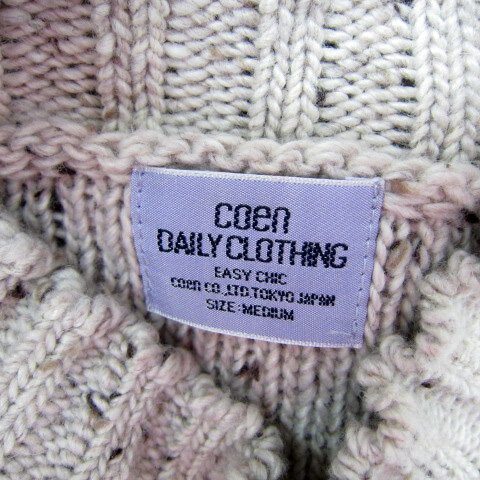 coen
DAILY CLOTHING
EASY CHIC
coen CO.,LTD.TOKYO JAPAN
SIZE:MEDIUM